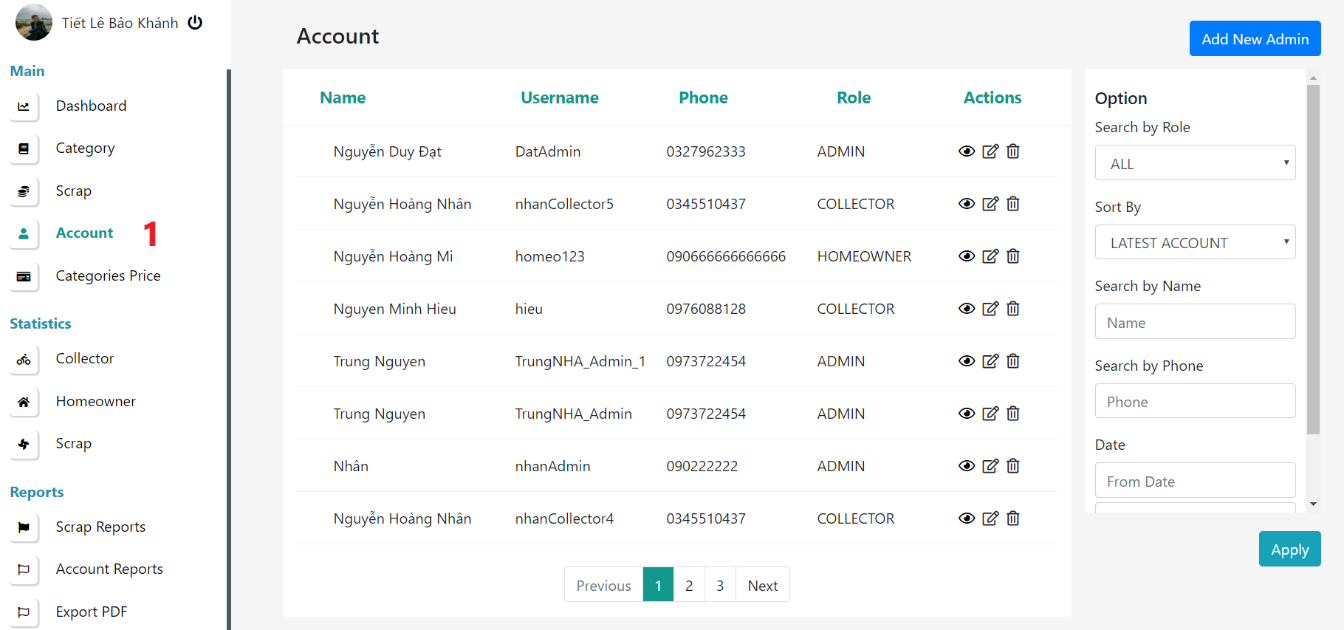 Tiết Lê Bảo Khánh
Main
Dashboard
Category
Scrap
Account 1
Categories Price
Statistics
Collector
Homeowner
Scrap
Reports
Scrap Reports
Account Reports
Export PDF
Account
Add New Admin
Name Username Phone Role Actions
Nguyễn Duy Đạt DatAdmin 0327962333 ADMIN
Nguyễn Hoàng Nhân nhanCollector5 0345510437 COLLECTOR
Nguyễn Hoàng Mi homeo123 090666666666666 HOMEOWNER
Nguyen Minh Hieu hieu 0976088128 COLLECTOR
Trung Nguyen TrungNHA_Admin_1 0973722454 ADMIN
Trung Nguyen TrungNHA_Admin 0973722454 ADMIN
Nhân nhanAdmin 090222222 ADMIN
Nguyễn Hoàng Nhân nhanCollector4 0345510437 COLLECTOR
Previous 1 2 3 Next
Option
Search by Role
ALL
Sort By
LATEST ACCOUNT
Search by Name
Name
Search by Phone
Phone
Date
From Date
Apply